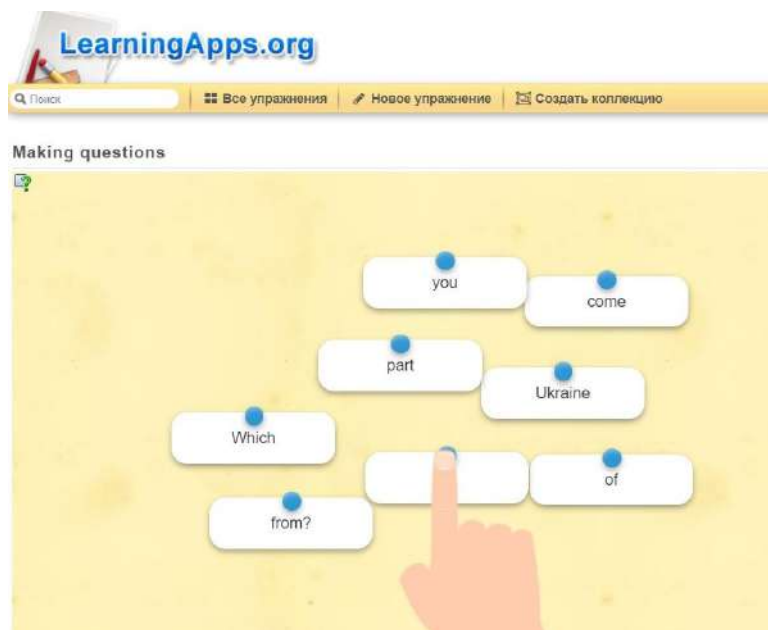 LearningApps.org
Поиск
Все упражнения
Новое упражнение
Создать коллекцию
Making questions
you
come
part
Ukraine
Which
of
from?